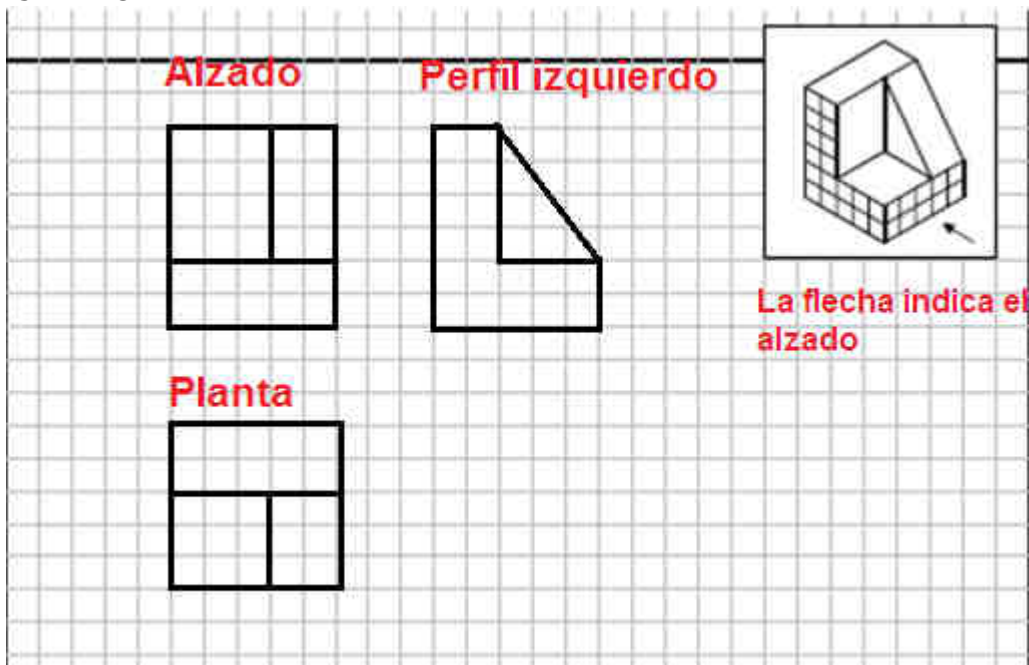 Alzado
Perfil izquierdo
La flecha indica el
alzado
Planta